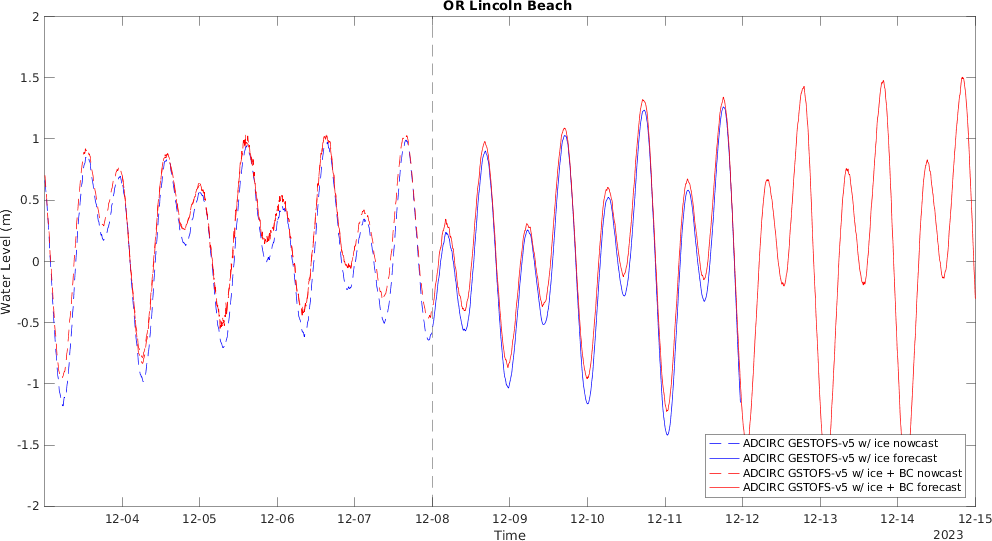 OR Lincoln Beach
2
1.5
1
0.5
0
-0.5
-1
-1.5
-2
Water Level (m)
ADCIRC GESTOFS-v5 w/ ice nowcast
ADCIRC GESTOFS-v5 w/ ice forecast
ADCIRC GSTOFS-v5 w/ ice + BC nowcast
ADCIRC GSTOFS-v5 w/ ice + BC forecast
12-04 12-05 12-06 12-07 12-08 12-09 12-10 12-11 12-12 12-13 12-14 12-15
Time
2023